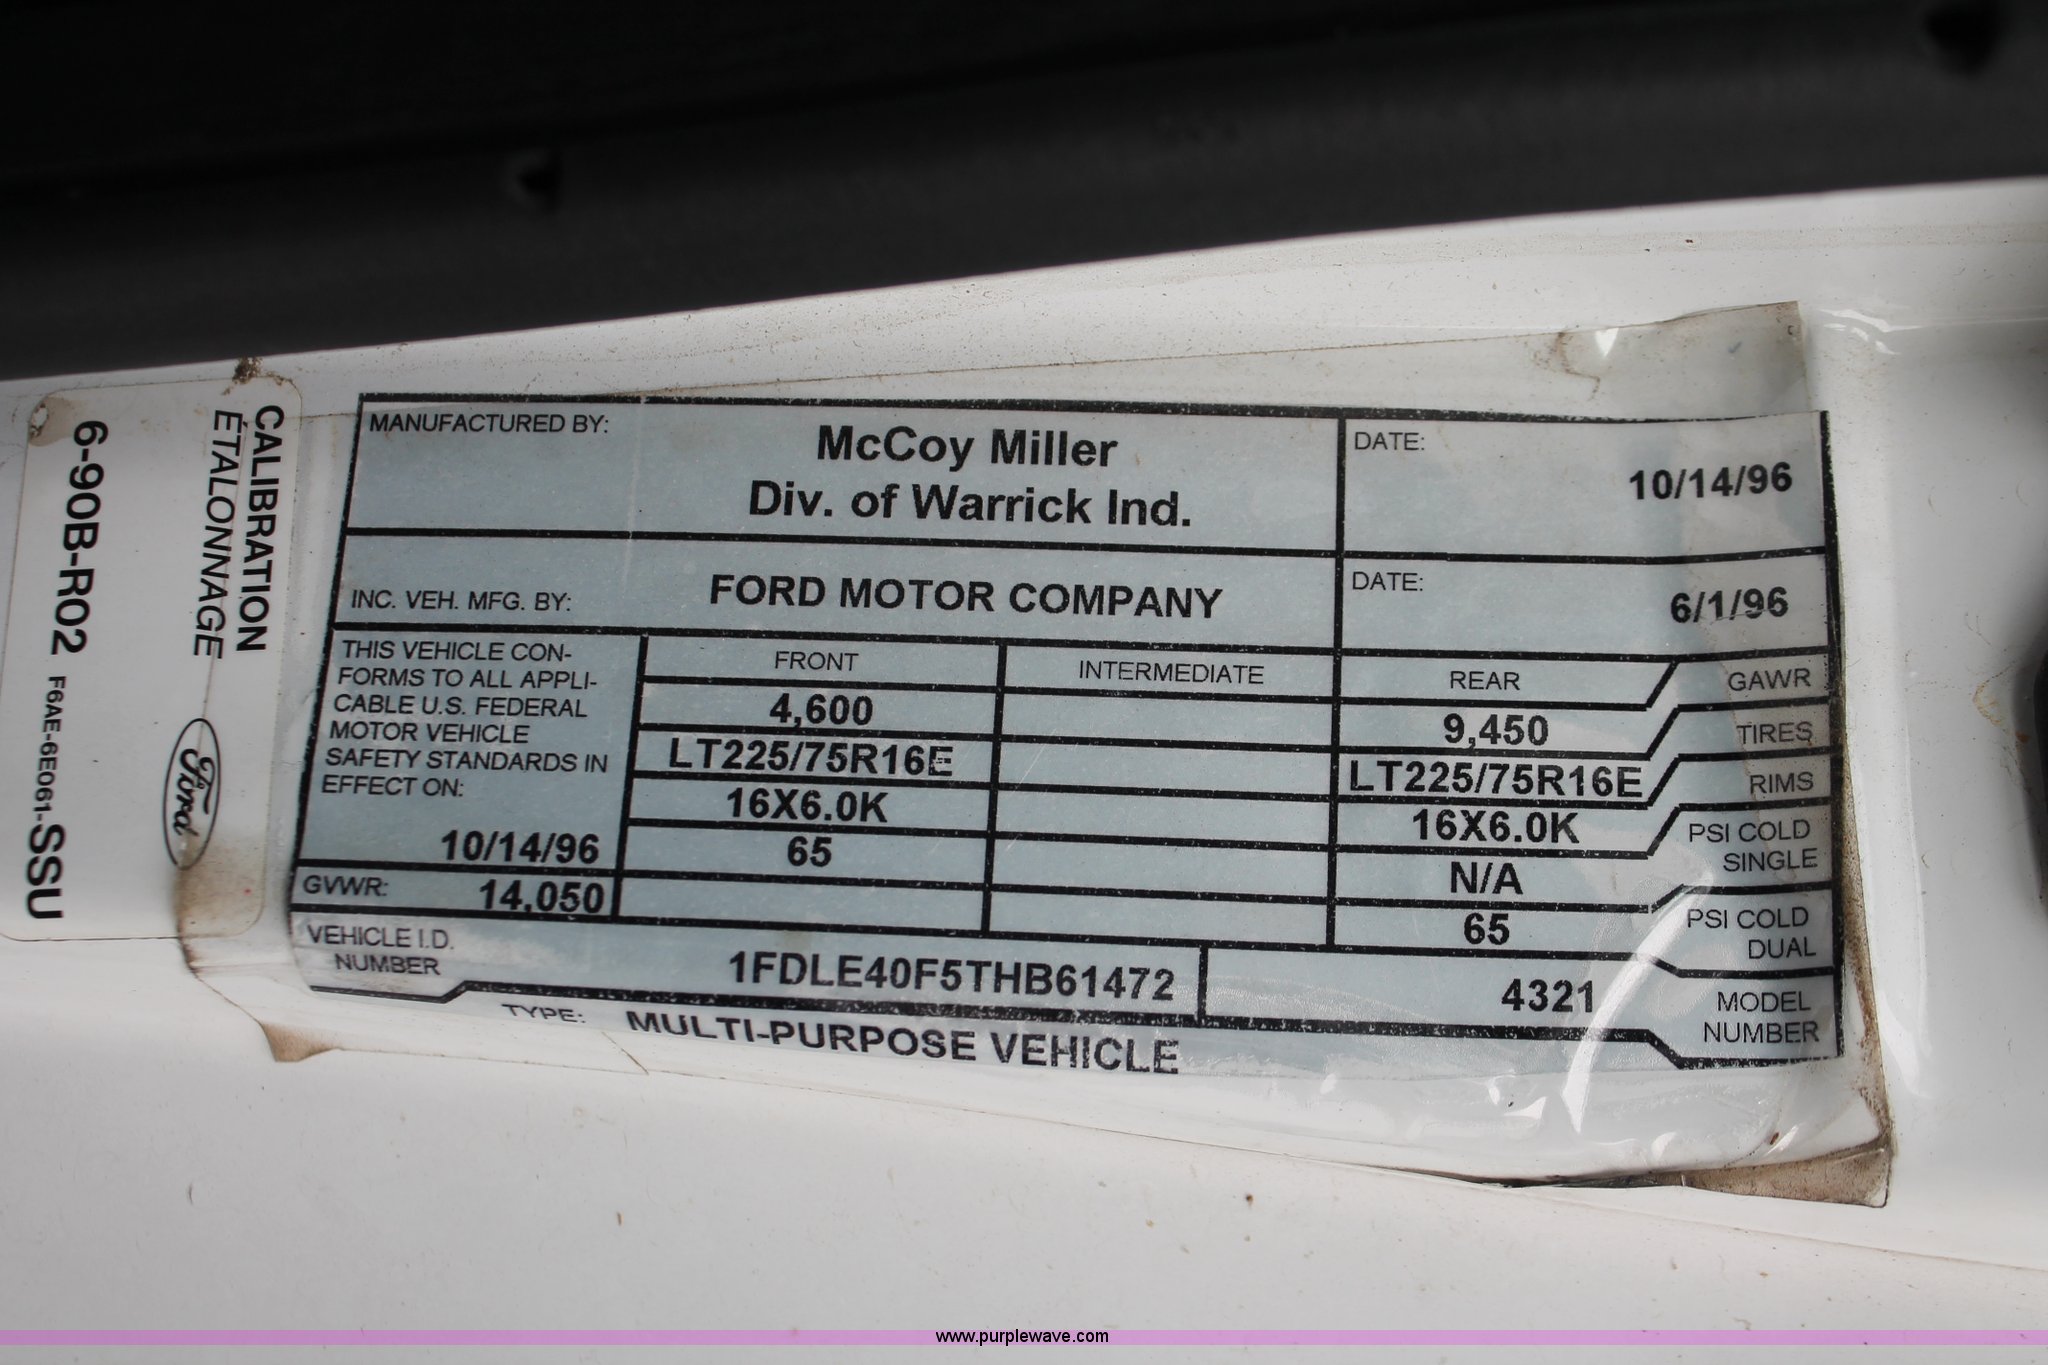 CALIBRATION
ÉTALONNAGE
Ford
6-90B-R02 F6AE-6E061-SSU
MANUFACTURED BY:
McCoy Miller
Div. of Warrick Ind.
DATE:
10/14/96
INC. VEH. MFG. BY:
FORD MOTOR COMPANY
DATE:
6/1/96
THIS VEHICLE CON-
FORMS TO ALL APPLI-
CABLE U.S. FEDERAL
MOTOR VEHICLE
SAFETY STANDARDS IN
EFFECT ON:
10/14/96
GVWR: 14,050
FRONT INTERMEDIATE REAR GAWR
4,600 9,450 TIRES
LT225/75R16E LT225/75R16E RIMS
16X6.0K 16X6.0K PSI COLD
SINGLE
65 N/A
65 PSI COLD
DUAL
VEHICLE I.D.
NUMBER
1FDLE40F5THB61472
4321
MODEL
NUMBER
TYPE: MULTI-PURPOSE VEHICLE
www.purplewave.com